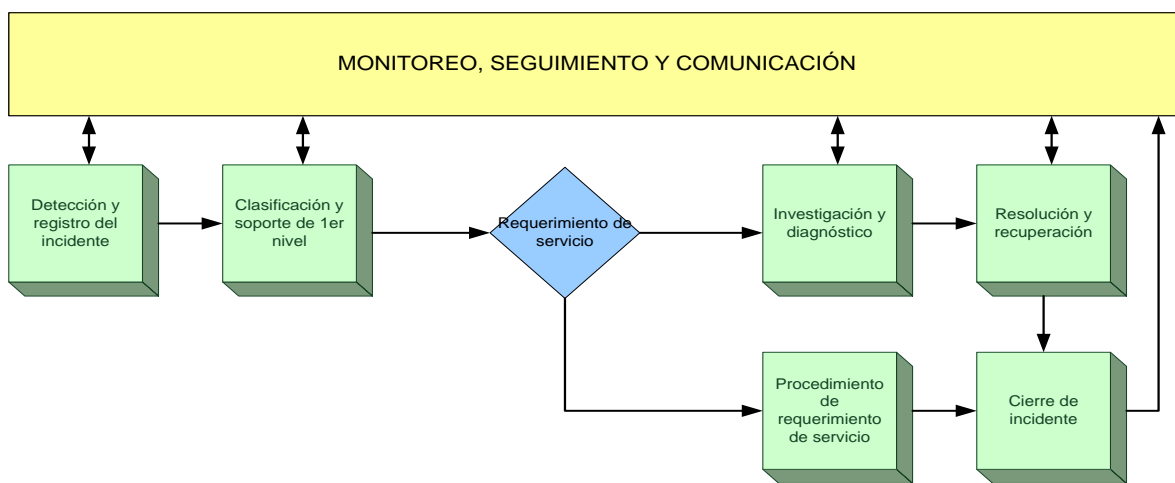 MONITOREO, SEGUIMIENTO Y COMUNICACIÓN
Detección y
registro del
incidente
Clasificación y
soporte de 1er
nivel
Requerimiento de
servicio
Investigación y
diagnóstico
Resolución y
recuperación
Procedimiento
de
requerimiento
de servicio
Cierre de
incidente